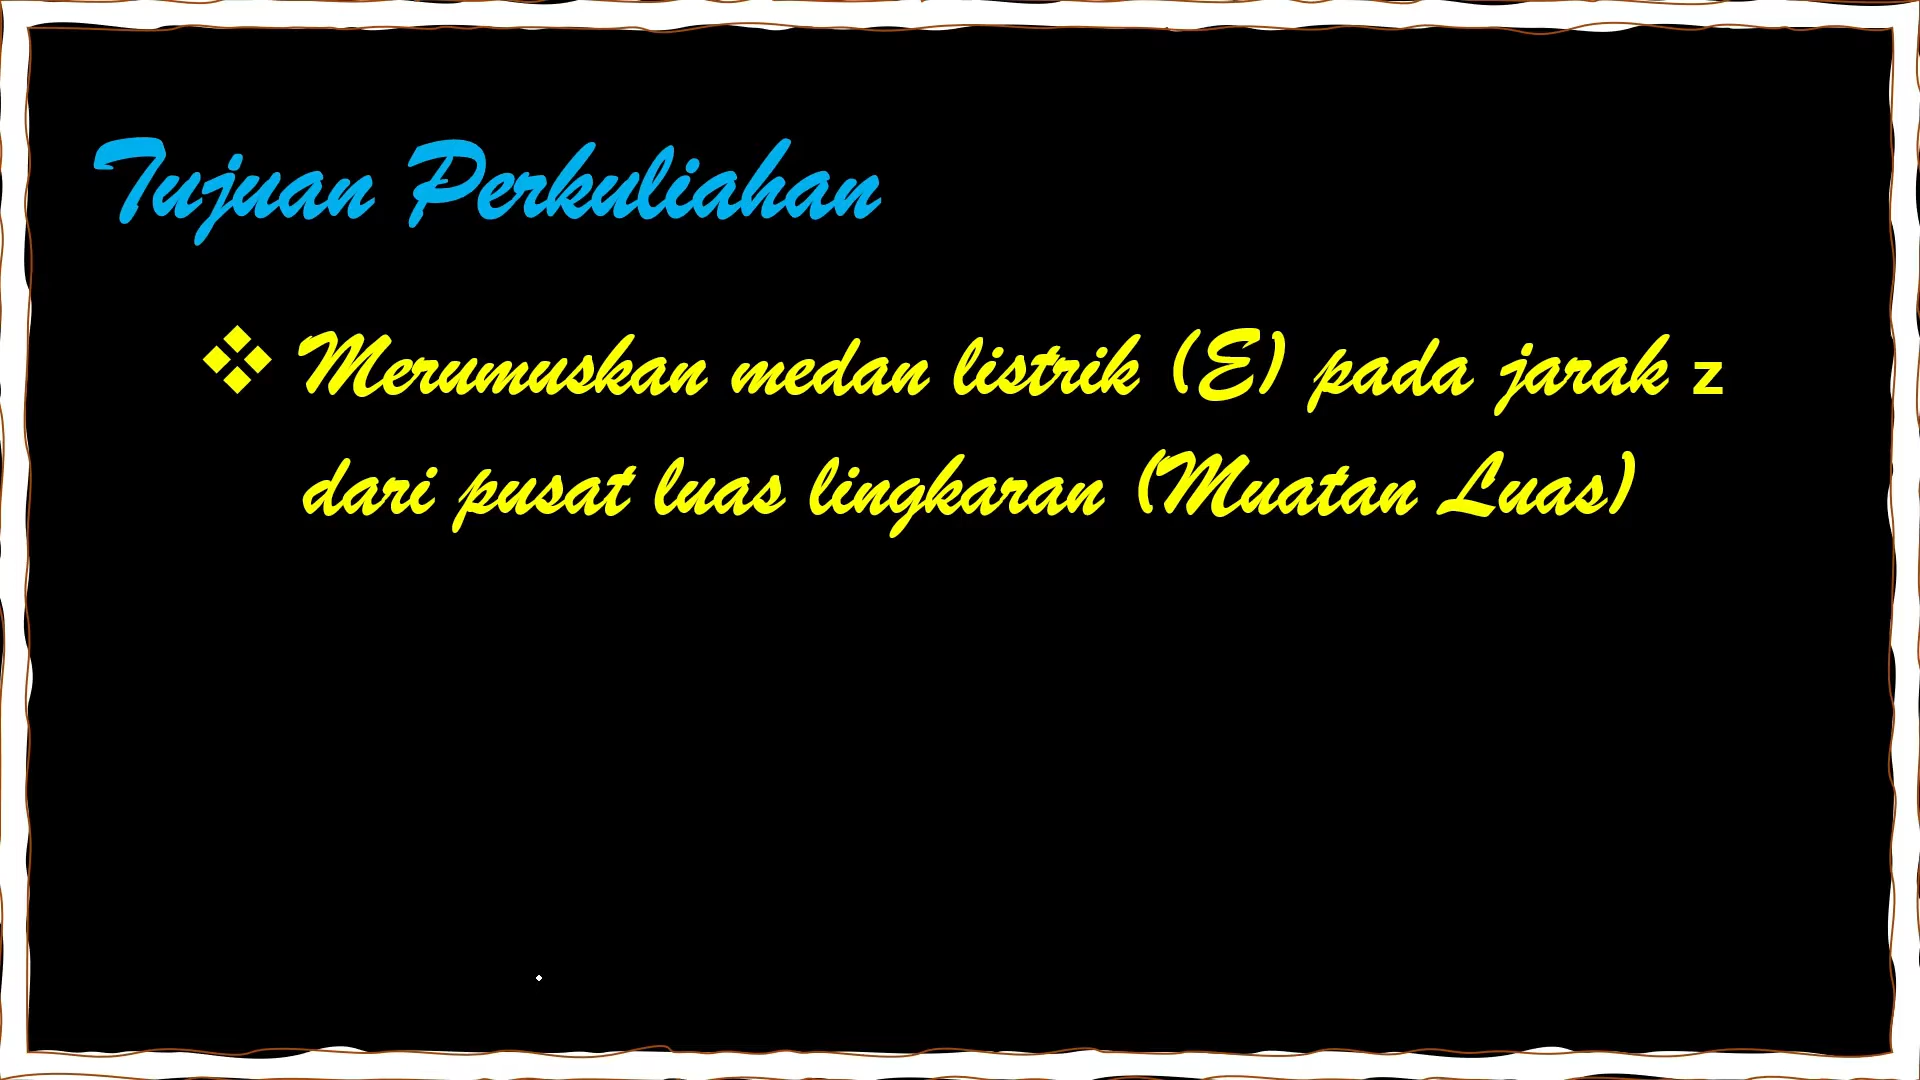 Tujuan Perkuliahan
❖ Merumuskan medan listrik (E) pada jarak z
dari pusat luas lingkaran (Muatan Luas)